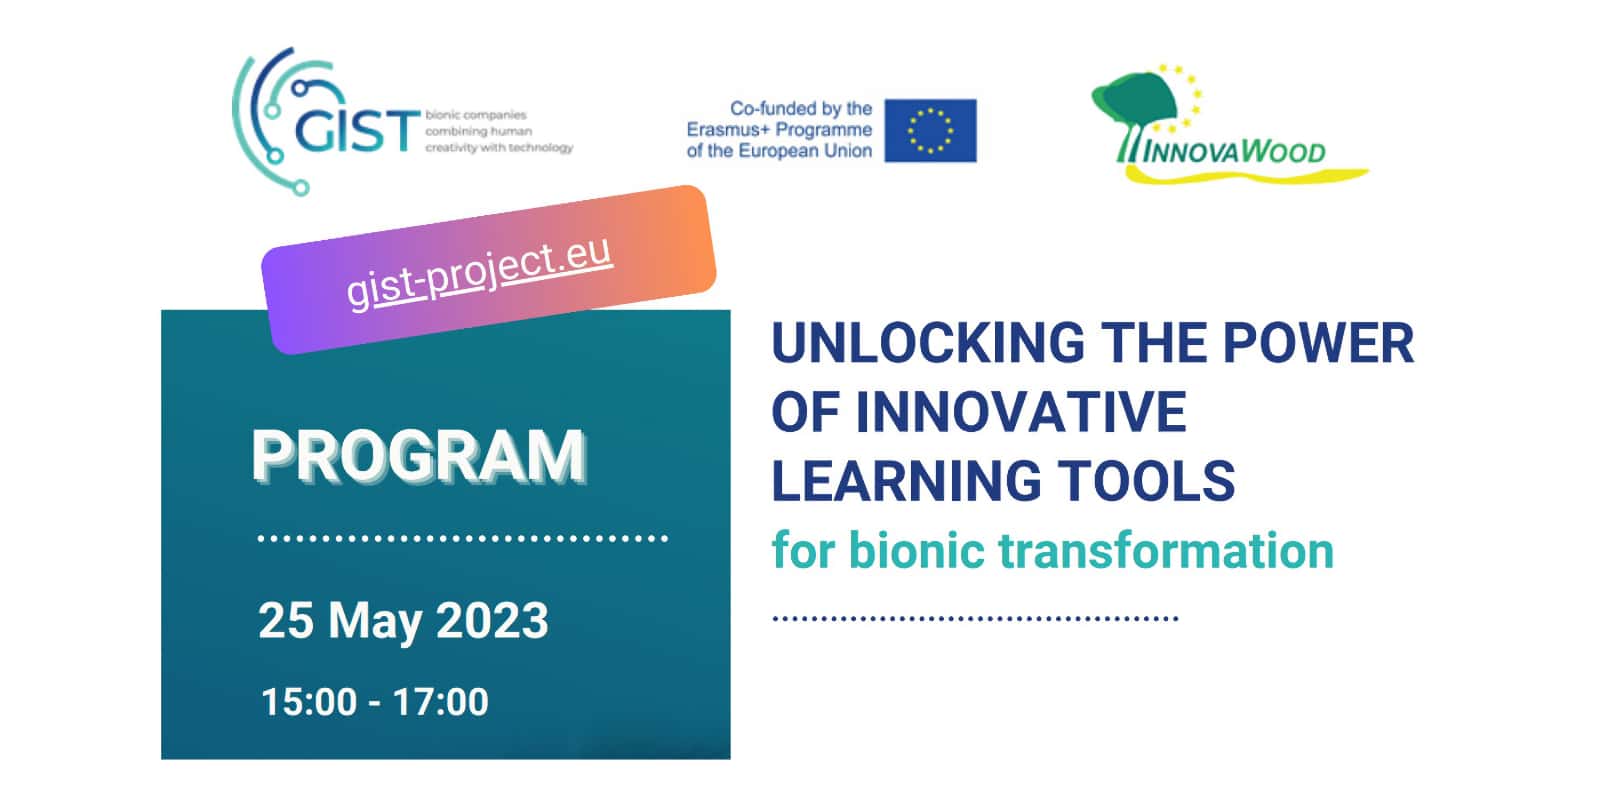 GIST
bionic companies
combining human
creativity with technology
Co-funded by the
Erasmus+ Programme
of the European Union
INNOVAWOOD
gist-project.eu
PROGRAM
25 May 2023
15:00 - 17:00
UNLOCKING THE POWER
OF INNOVATIVE
LEARNING TOOLS
for bionic transformation